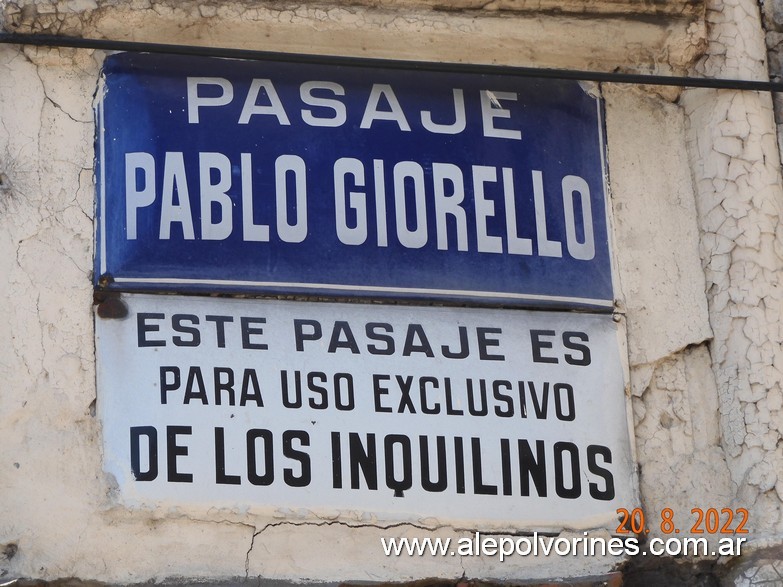 PASAJE
PABLO GIORELLO
ESTE PASAJE ES
PARA USO EXCLUSIVO
DE LOS INQUILINOS
20. 8. 2022
www.alepolvorines.com.ar